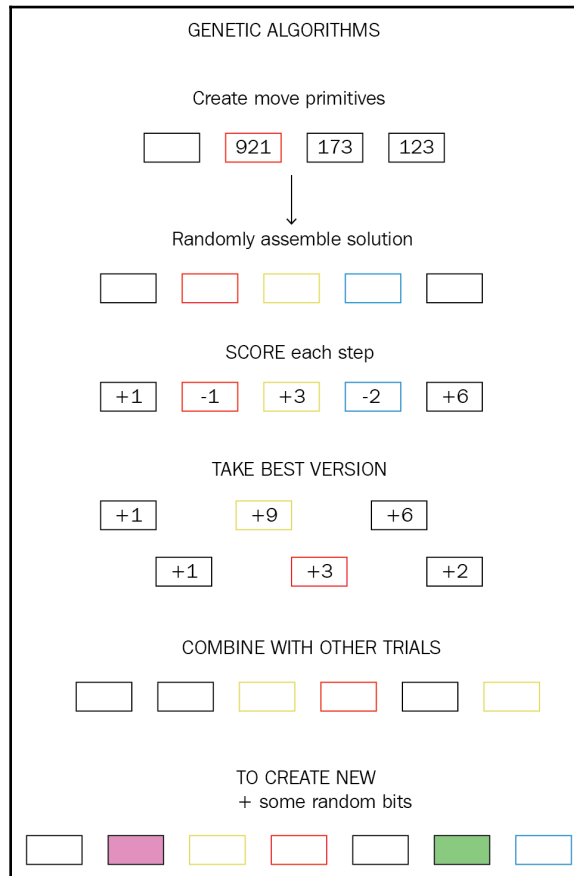 GENETIC ALGORITHMS
Create move primitives
921 173 123
Randomly assemble solution
SCORE each step
+1 -1 +3 -2 +6
TAKE BEST VERSION
+1 +9 +6
+1 +3 +2
COMBINE WITH OTHER TRIALS
TO CREATE NEW
+ some random bits